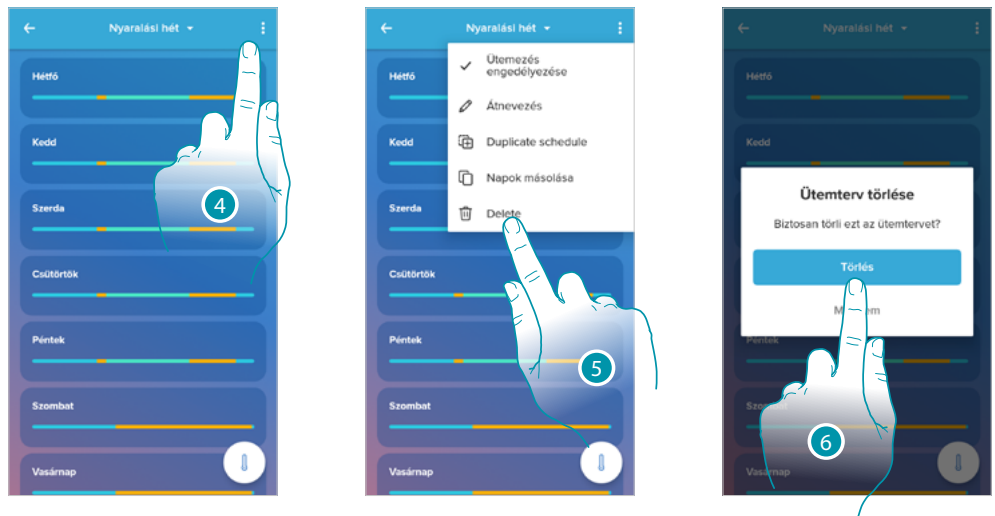 Nyaralási hét
Hétfő
Kedd
Szerda
Csütörtök
Péntek
Szombat
Vasárnap
4
Nyaralási hét
Ütemezés
engedélyezése
Átnevezés
Duplicate schedule
Napok másolása
Delete
Hétfő
Kedd
Szerda
Csütörtök
Péntek
Szombat
Vasárnap
5
Nyaralási hét
Hétfő
Kedd
Ütemterv törlése
Biztosan törli ezt az ütemtervet?
Törlés
Péntek
Vasárnap
6